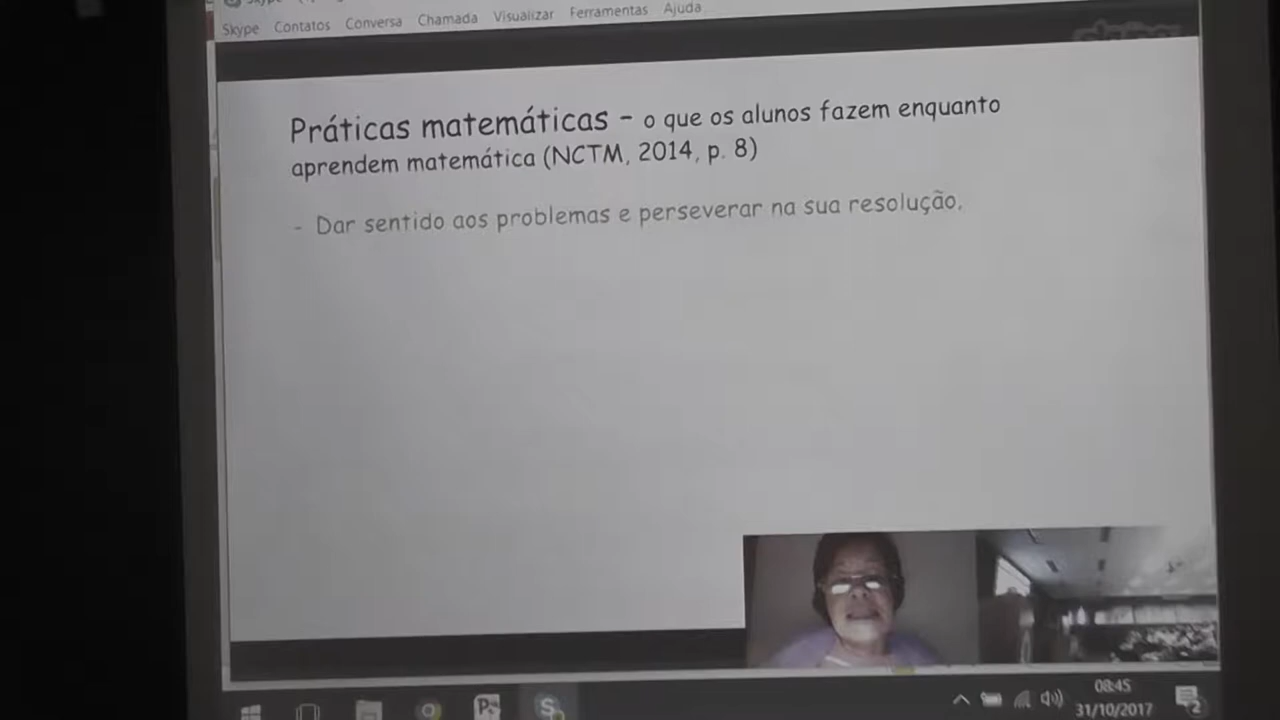 Skype Contatos Conversa Chamada Visualizar Ferramentas Ajuda
Práticas matemáticas - o que os alunos fazem enquanto
aprendem matemática (NCTM, 2014, p. 8)
- Dar sentido aos problemas e perseverar na sua resolução.
08:45
31/10/2017
2